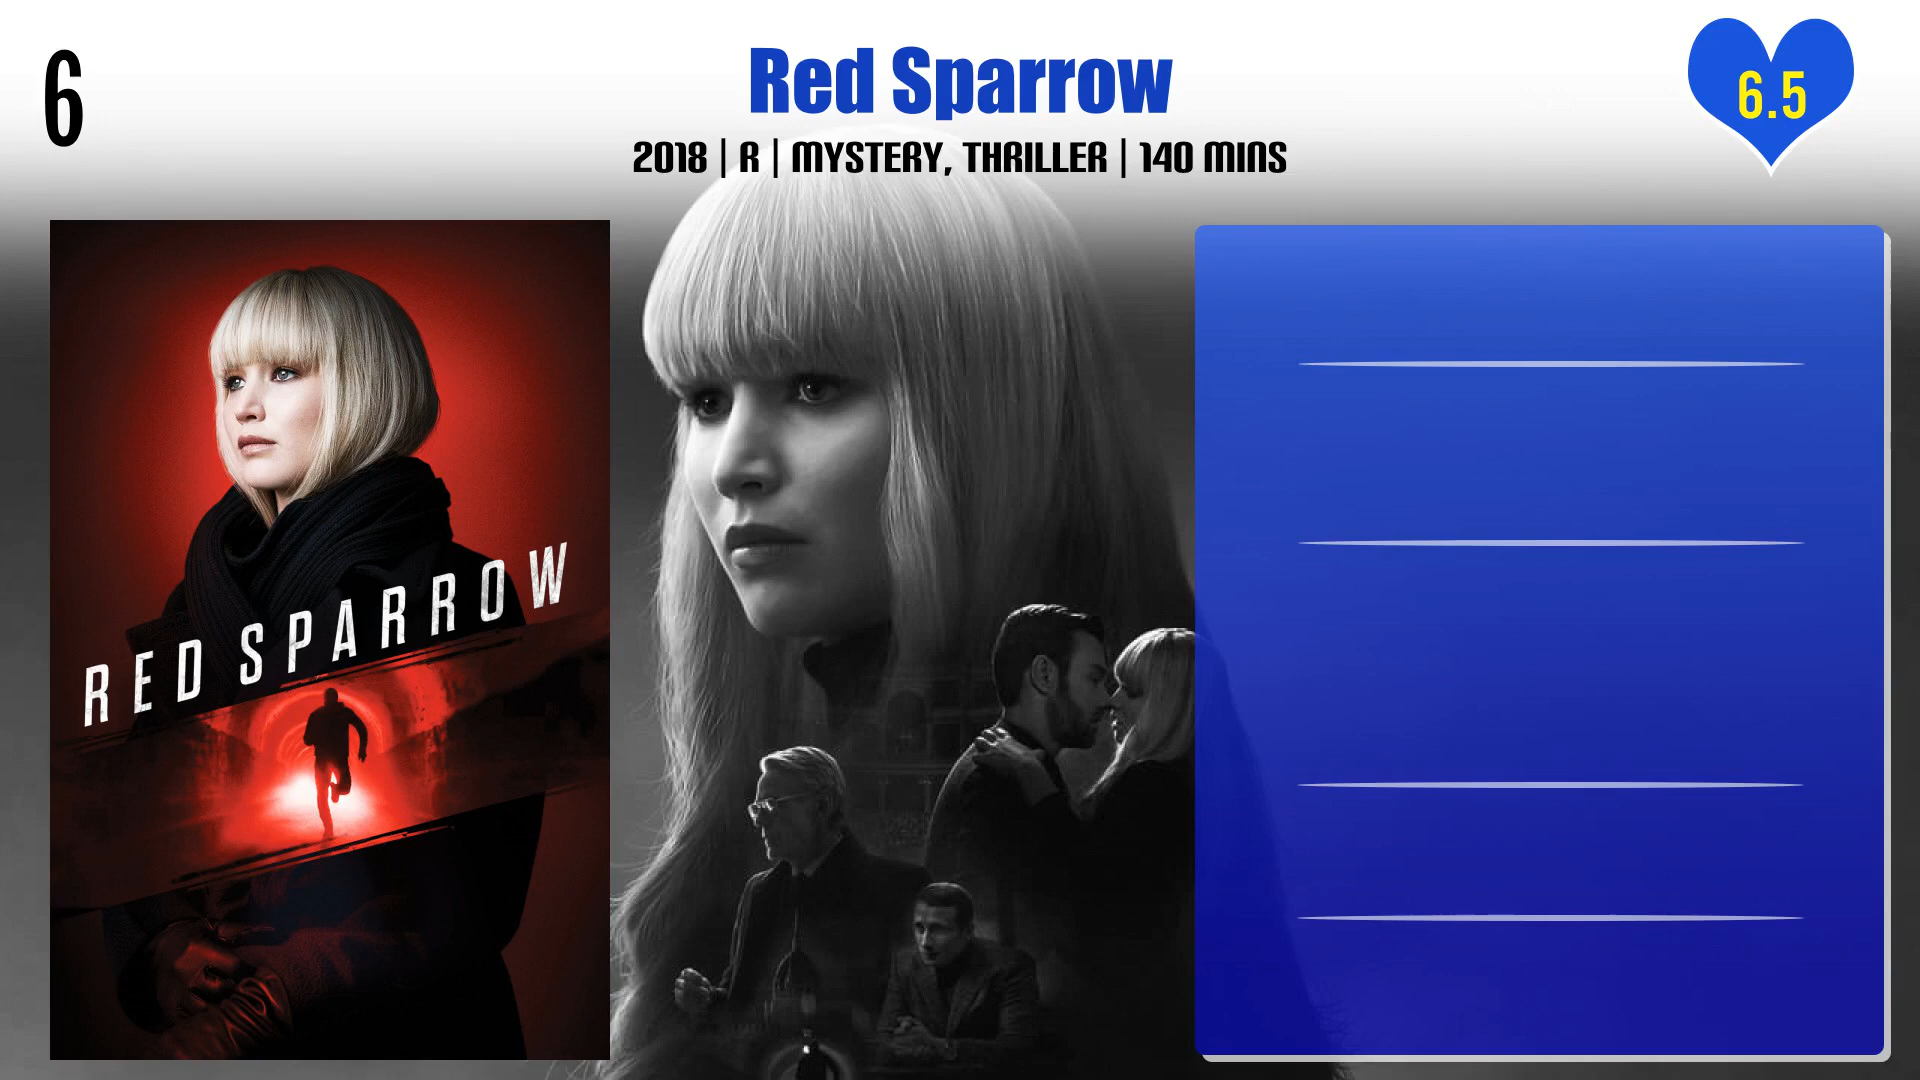 6
Red Sparrow
2018 | R | MYSTERY, THRILLER | 140 MINS
6.5
RED SPARROW